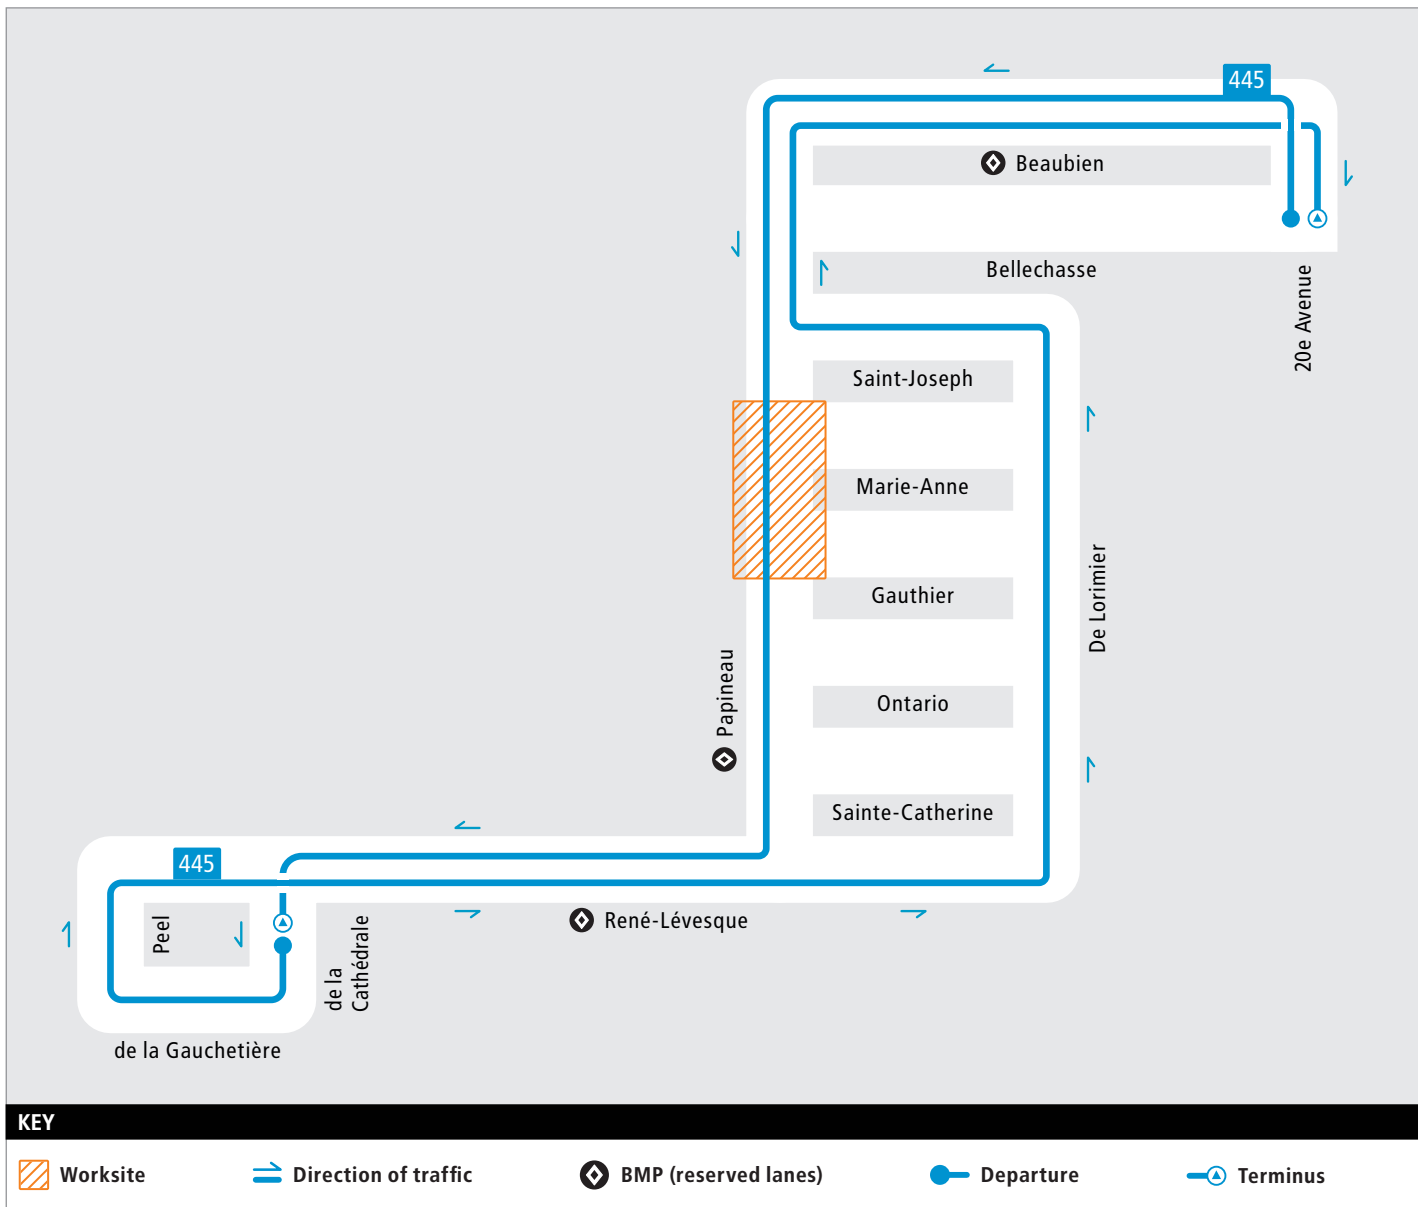 445
Beaubien
Bellechasse
20e Avenue
Saint-Joseph
Marie-Anne
Gauthier
De Lorimier
Papineau
Ontario
Sainte-Catherine
445
Peel
René-Lévesque
de la
Cathédrale
de la Gauchetière
KEY
Worksite
Direction of traffic
BMP (reserved lanes)
Departure
Terminus